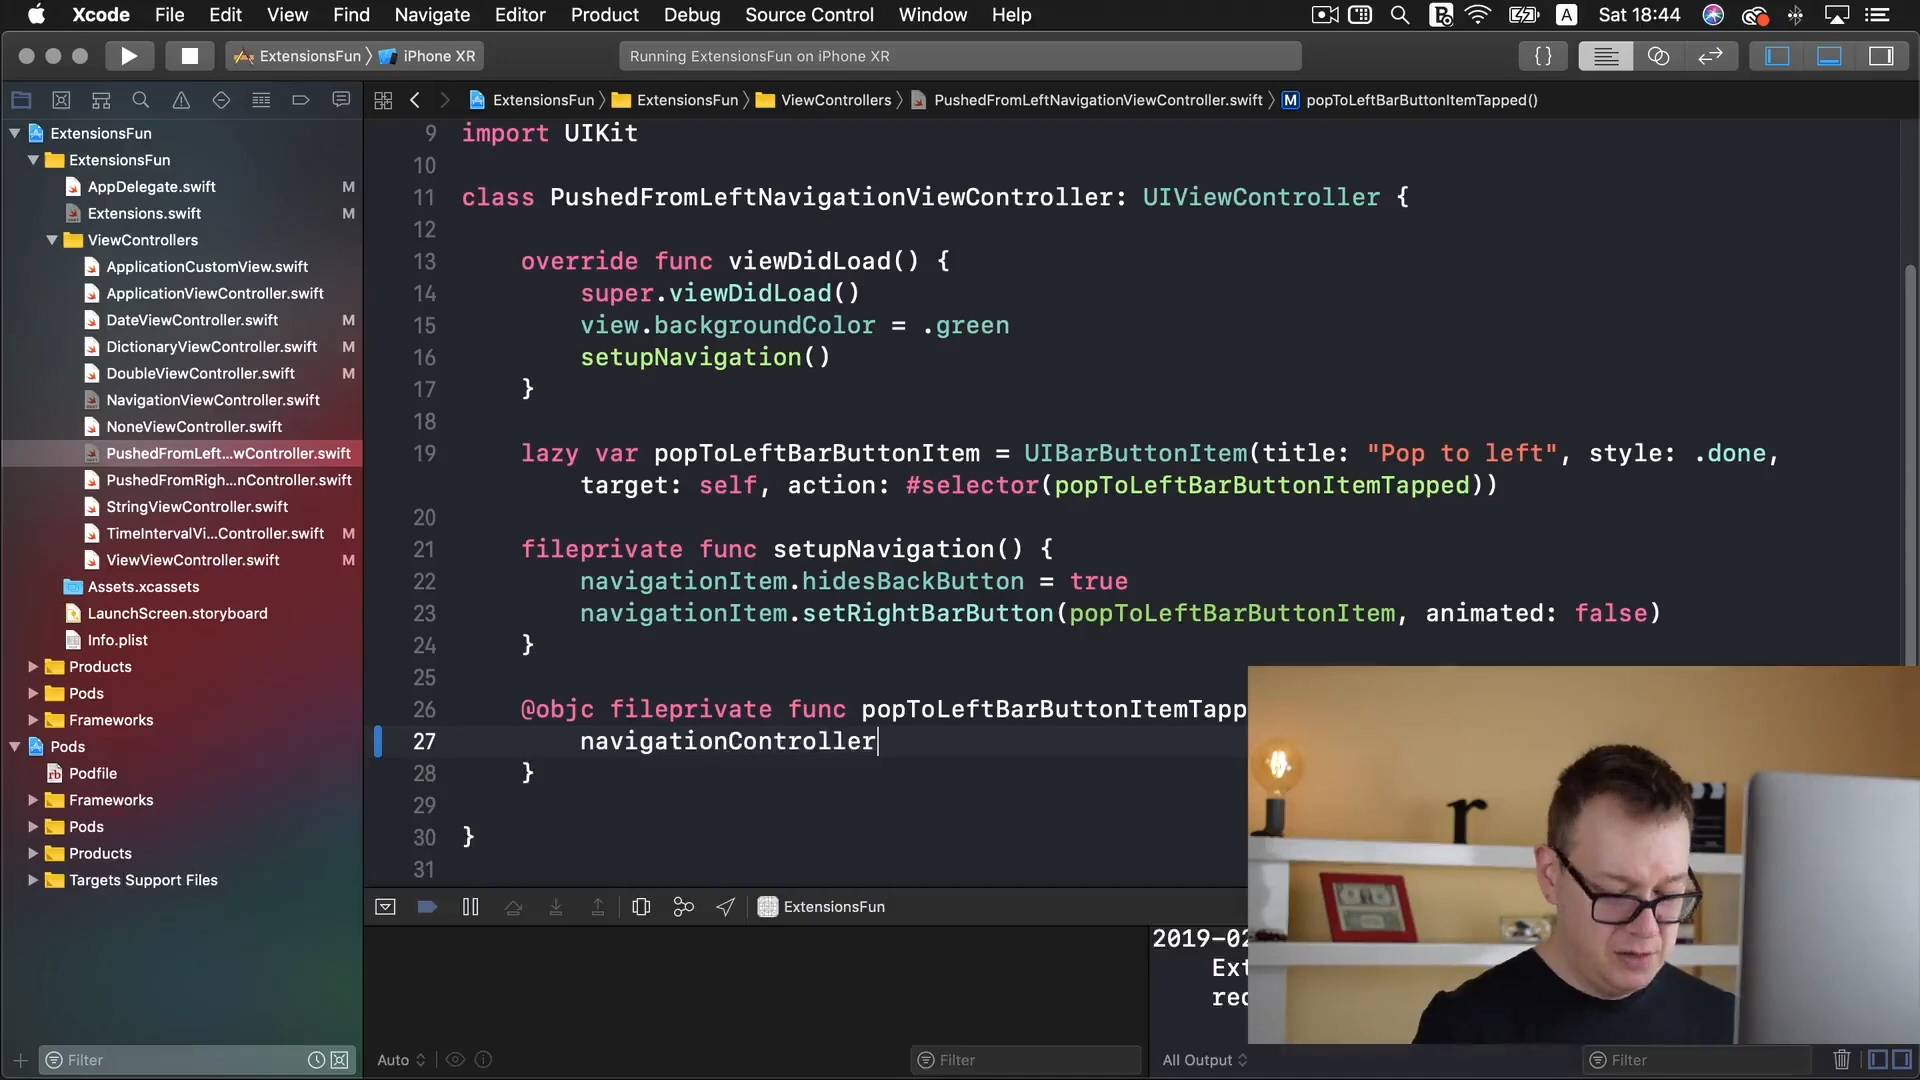 Xcode File Edit View Find Navigate Editor Product Debug Source Control Window Help A Sat 18:44
ExtensionsFun iPhone XR Running ExtensionsFun on iPhone XR {}
ExtensionsFun ExtensionsFun ViewControllers PushedFromLeftNavigationViewController.swift M popToLeftBarButtonItemTapped()
ExtensionsFun
ExtensionsFun
AppDelegate.swift M
Extensions.swift M
ViewControllers
ApplicationCustomView.swift
ApplicationViewController.swift
DateViewController.swift M
DictionaryViewController.swift M
DoubleViewController.swift M
NavigationViewController.swift
NoneViewController.swift
PushedFromLeft...wController.swift
PushedFromRigh...nController.swift
StringViewController.swift
TimeIntervalVi...Controller.swift M
ViewViewController.swift M
Assets.xcassets
LaunchScreen.storyboard
Info.plist
Products
Pods
Frameworks
Pods
rb Podfile
Frameworks
Pods
Products
Targets Support Files
Filter
9 import UIKit
10
11 class PushedFromLeftNavigationViewController: UIViewController {
12
13 override func viewDidLoad() {
14 super.viewDidLoad()
15 view.backgroundColor = .green
16 setupNavigation()
17 }
18
19 lazy var popToLeftBarButtonItem = UIBarButtonItem(title: "Pop to left", style: .done,
target: self, action: #selector(popToLeftBarButtonItemTapped))
20
21 fileprivate func setupNavigation() {
22 navigationItem.hidesBackButton = true
23 navigationItem.setRightBarButton(popToLeftBarButtonItem, animated: false)
24 }
25
26 @objc fileprivate func popToLeftBarButtonItemTapp
27 navigationController
28 }
29
30 }
31
ExtensionsFun
2019-02
Ext
rec
r
Auto Filter All Output Filter